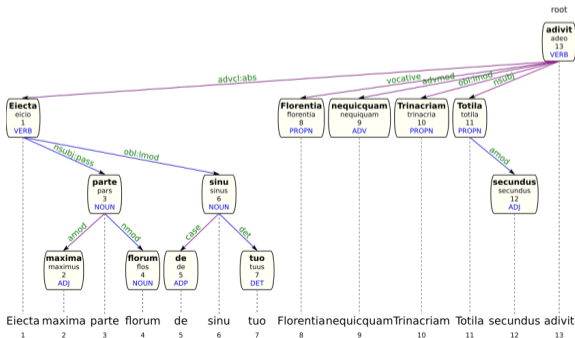 root
adivit
adeo
13
VERB
advcl:abs
vocative
advmod
obl:lmod
nsubj
Eiecta
eicio
1
VERB
Florentia
florentia
8
PROPN
nequicquam
nequiquam
9
ADV
Trinacriam
trinacria
10
PROPN
Totila
totila
11
PROPN
nsubj:pass
obl:lmod
amod
parte
pars
3
NOUN
sinu
sinus
6
NOUN
secundus
secundus
12
ADJ
amod
nmod
case
det
maxima
maximus
2
ADJ
florum
flos
4
NOUN
de
de
5
ADP
tuo
tuus
7
DET
Eiecta maxima parte florum de sinu tuo Florentia nequicquam Trinacriam Totila secundus adivit
1 2 3 4 5 6 7 8 9 10 11 12 13